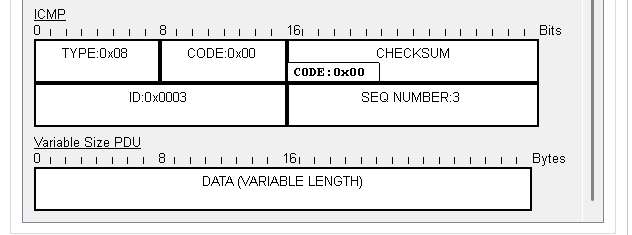 ICMP
0 8 16 Bits
TYPE:0x08 CODE:0x00 CHECKSUM
CODE:0x00
ID:0x0003 SEQ NUMBER:3
Variable Size PDU
0 8 16 Bytes
DATA (VARIABLE LENGTH)